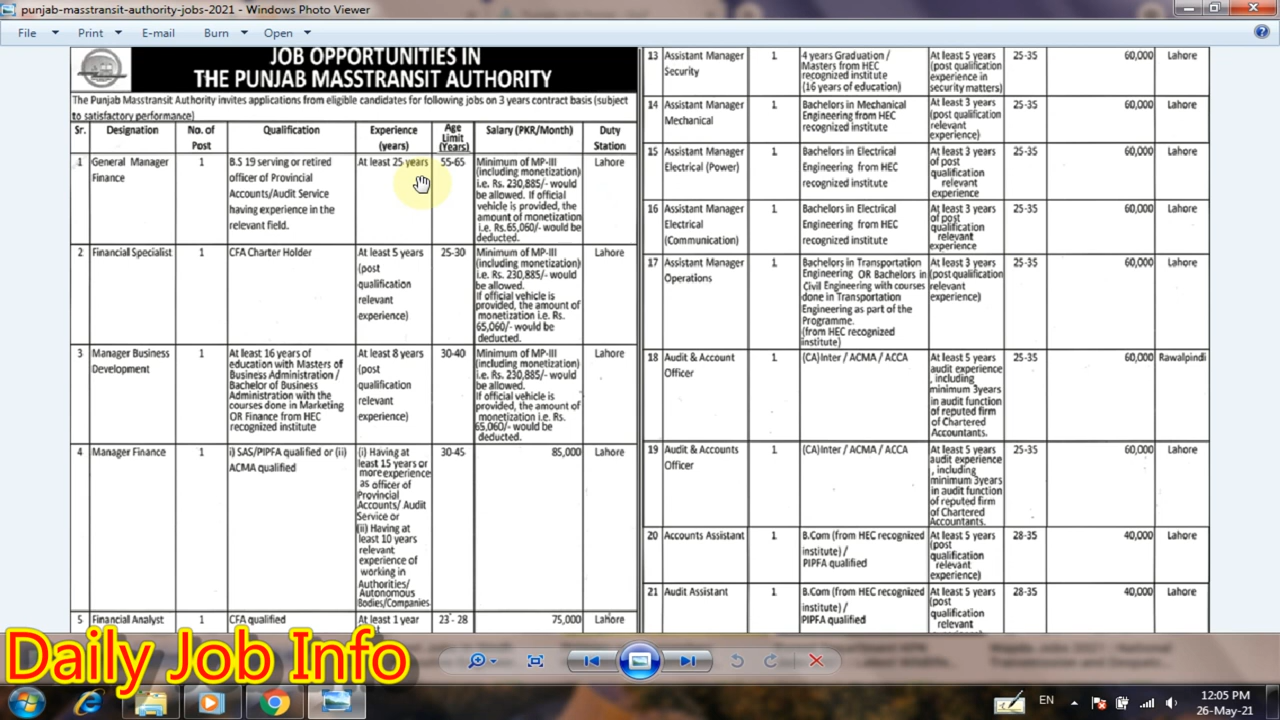 punjab-masstransit-authority-jobs-2021 - Windows Photo Viewer
File Print E-mail Burn Open
JOB OPPORTUNITIES IN
THE PUNJAB MASSTRANSIT AUTHORITY
The Punjab Masstransit Authority invites applications from eligible candidates for following jobs on 3 years contract basis (subject
to satisfactory performance)
Sr. Designation No. of Post Qualification Experience (years) Age Limit (Years) Salary (PKR/Month) Duty Station
1 General Manager Finance 1 B.S 19 serving or retired officer of Provincial Accounts/Audit Service having experience in the relevant field. At least 25 years 55-65 Minimum of MP-III (including monetization) i.e. Rs. 230,885/- would be allowed. If official vehicle is provided, the amount of monetization i.e. Rs.65,060/- would be deducted. Lahore
2 Financial Specialist 1 CFA Charter Holder At least 5 years (post qualification relevant experience) 25-30 Minimum of MP-III (including monetization) i.e. Rs. 230,885/- would be allowed. If official vehicle is provided, the amount of monetization i.e. Rs. 65,060/- would be deducted. Lahore
3 Manager Business Development 1 At least 16 years of education with Masters of Business Administration / Bachelor of Business Administration with the courses done in Marketing OR Finance from HEC recognized institute At least 8 years (post qualification relevant experience) 30-40 Minimum of MP-III (including monetization) i.e. Rs. 230,885/- would be allowed. If official vehicle is provided, the amount of monetization i.e. Rs. 65,060/- would be deducted. Lahore
4 Manager Finance 1 i) SAS/PIPFA qualified or (ii) ACMA qualified (i) Having at least 15 years or more experience as officer of Provincial Accounts/ Audit Service or (ii) Having at least 10 years relevant experience of working in Authorities/ Autonomous Bodies/Companies 30-45 85,000 Lahore
5 Financial Analyst 1 CFA qualified At least 1 year 23 - 28 75,000 Lahore
13 Assistant Manager Security 1 4 years Graduation / Masters from HEC recognized institute (16 years of education) At least 5 years (post qualification experience in security matters) 25-35 60,000 Lahore
14 Assistant Manager Mechanical 1 Bachelors in Mechanical Engineering from HEC recognized institute At least 3 years (post qualification relevant experience) 25-35 60,000 Lahore
15 Assistant Manager Electrical (Power) 1 Bachelors in Electrical Engineering from HEC recognized institute At least 3 years of post qualification relevant experience 25-35 60,000 Lahore
16 Assistant Manager Electrical (Communication) 1 Bachelors in Electrical Engineering from HEC recognized institute At least 3 years of post qualification relevant experience 25-35 60,000 Lahore
17 Assistant Manager Operations 1 Bachelors in Transportation Engineering OR Bachelors in Civil Engineering with courses done in Transportation Engineering as part of the Programme. (from HEC recognized institute) At least 3 years (post qualification relevant experience) 25-35 60,000 Lahore
18 Audit & Account Officer 1 (CA)Inter / ACMA / ACCA At least 5 years audit experience , including minimum 3years in audit function of reputed firm of Chartered Accountants. 25-35 60,000 Rawalpindi
19 Audit & Accounts Officer 1 (CA)Inter / ACMA / ACCA At least 5 years audit experience , including minimum 3years in audit function of reputed firm of Chartered Accountants. 25-35 60,000 Lahore
20 Accounts Assistant 1 B.Com (from HEC recognized institute) / PIPFA qualified At least 5 years (post qualification relevant experience) 28-35 40,000 Lahore
21 Audit Assistant 1 B.Com (from HEC recognized institute) / PIPFA qualified At least 5 years (post qualification relevant 28-35 40,000 Lahore
Daily Job Info
EN
12:05 PM
26-May-21